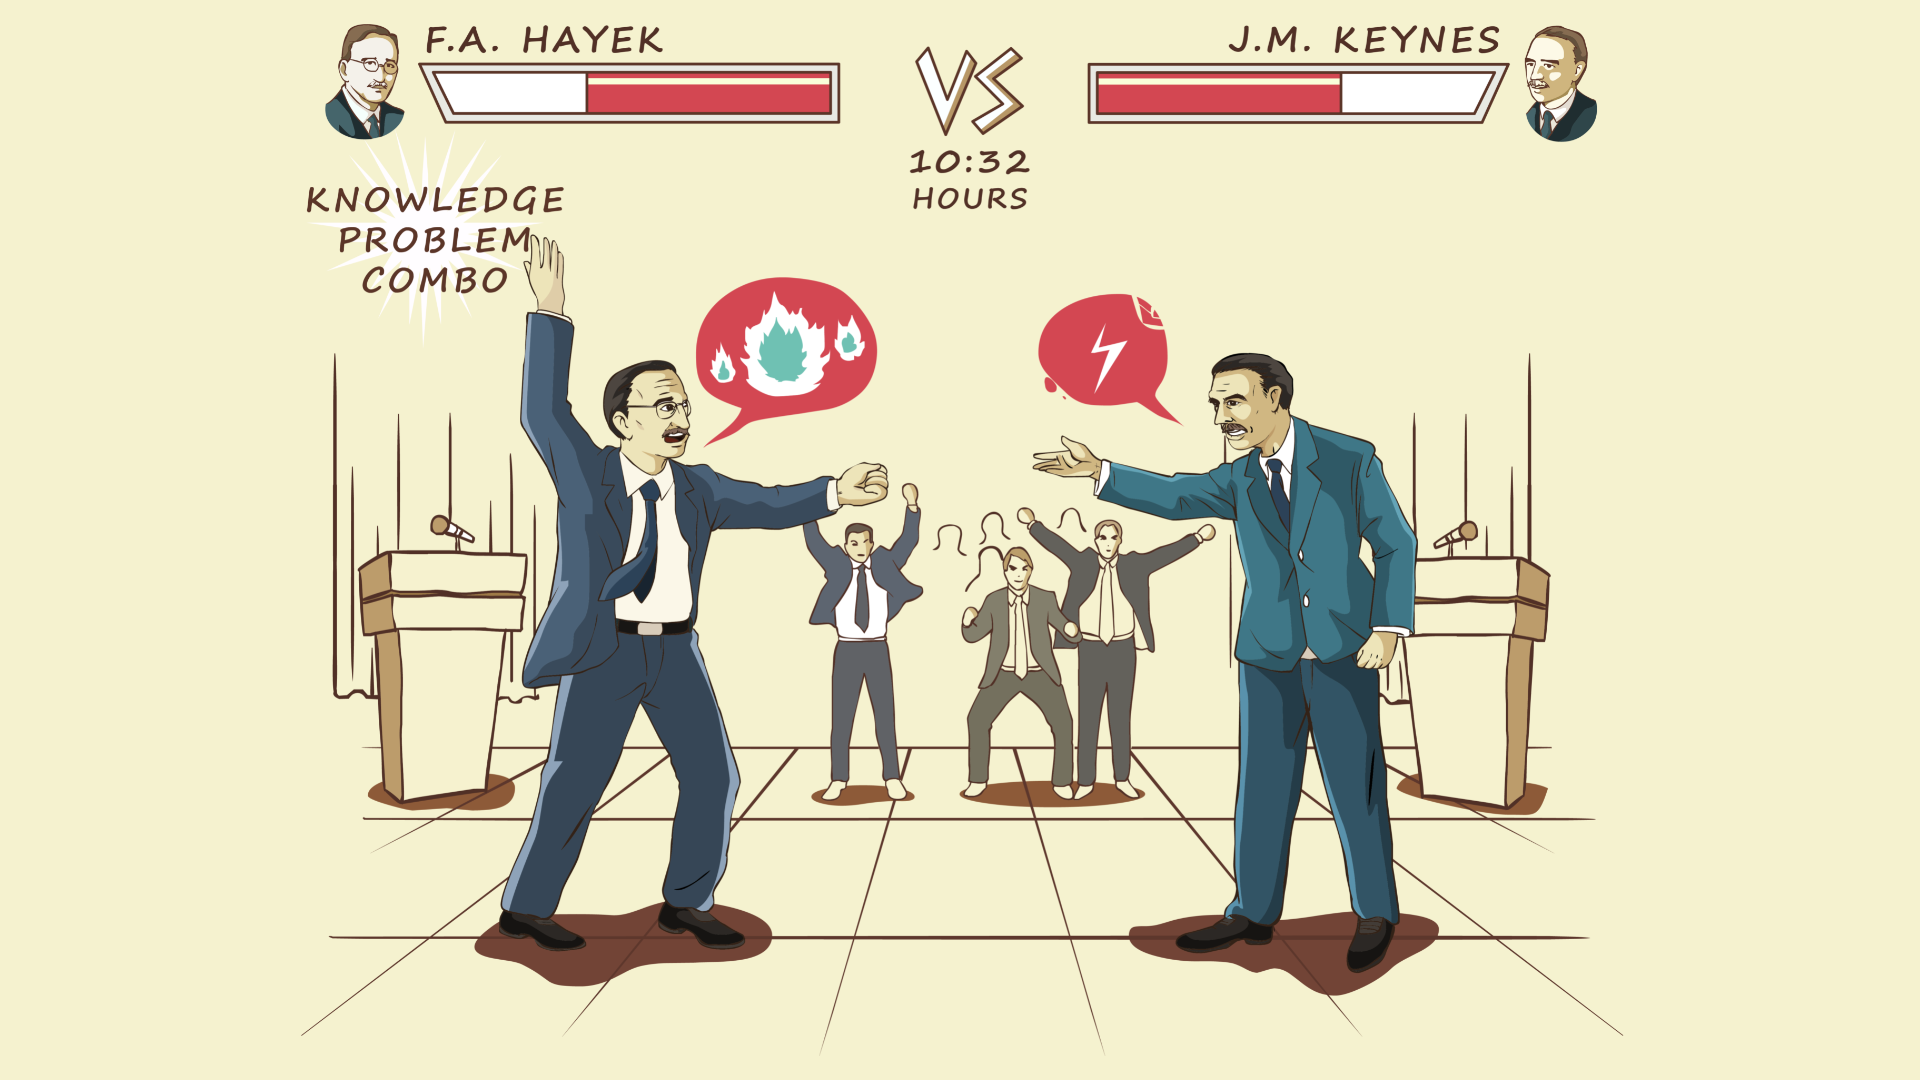 F.A. HAYEK
VS
J.M. KEYNES
10:32
HOURS
KNOWLEDGE
PROBLEM
COMBO